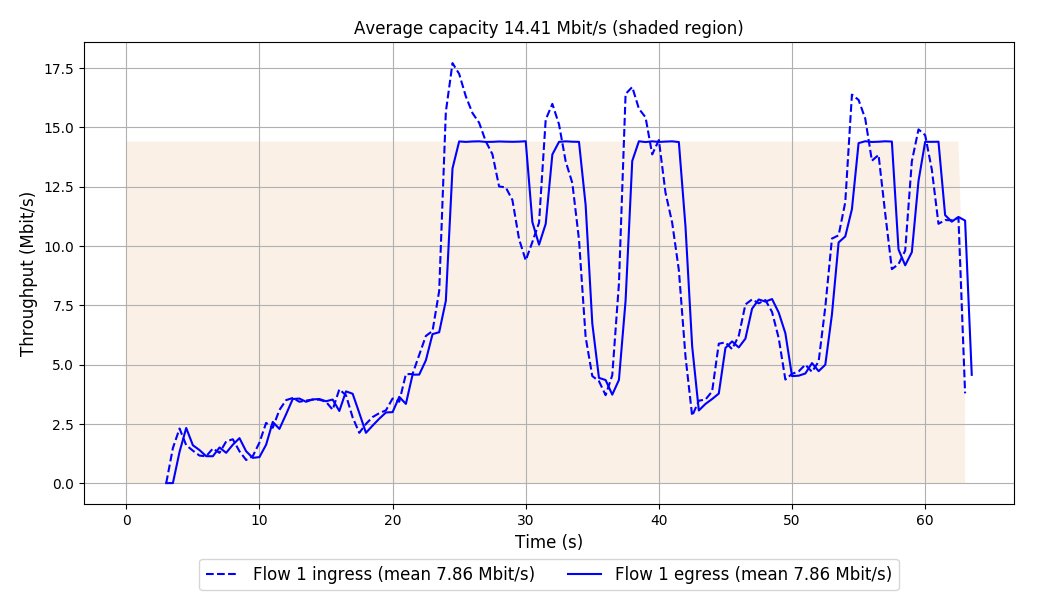 Average capacity 14.41 Mbit/s (shaded region)
Throughput (Mbit/s)
17.5
15.0
12.5
10.0
7.5
5.0
2.5
0.0
0 10 20 30 40 50 60
Time (s)
Flow 1 ingress (mean 7.86 Mbit/s) Flow 1 egress (mean 7.86 Mbit/s)